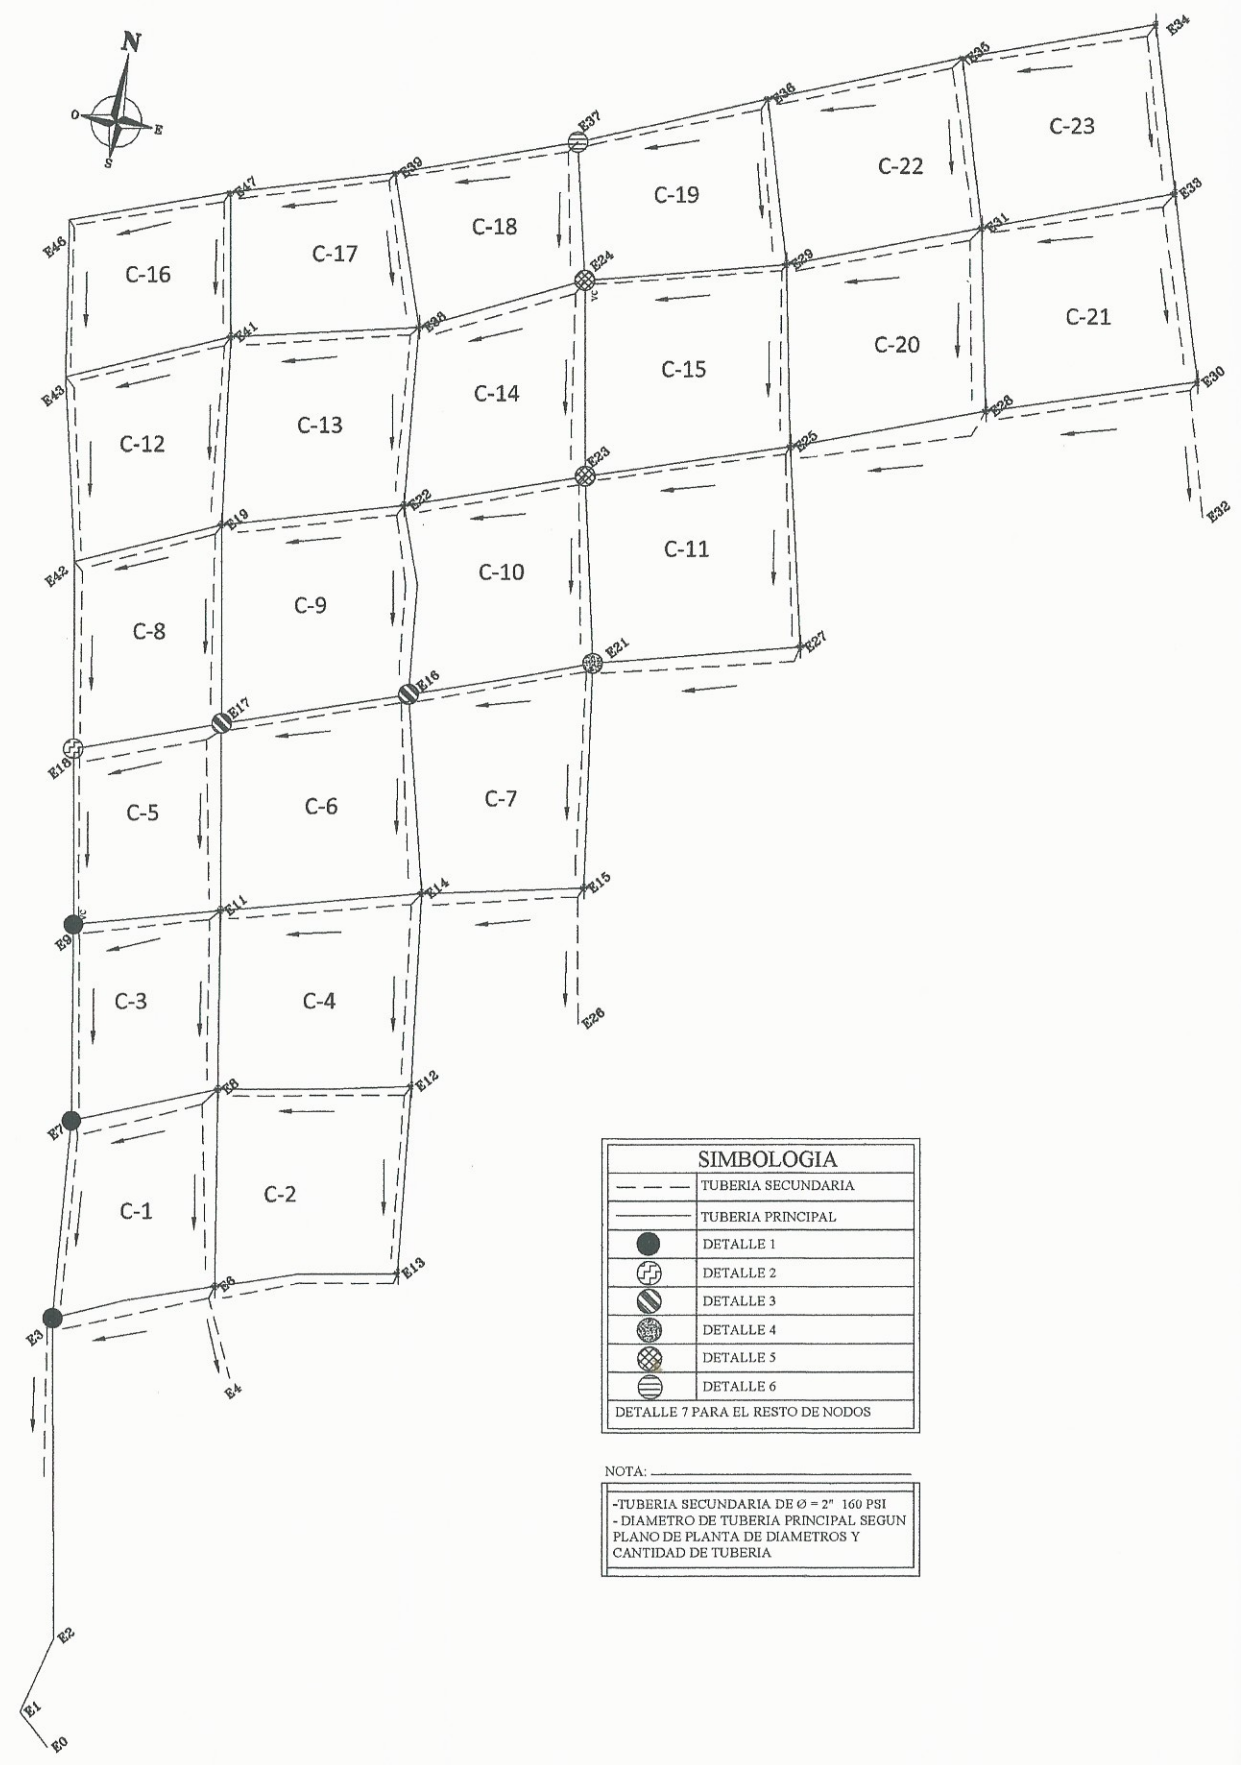 N
O
E
S
E34
E35
E36
E37
E39
E47
E46
C-23
C-22
C-19
C-18
C-17
C-16
E33
E31
E29
E24
VC
E38
E41
E43
C-21
C-20
C-15
C-14
C-13
C-12
E30
E28
E25
E23
E22
E19
E42
E32
C-11
C-10
C-9
C-8
E27
E21
E16
E17
E18
C-7
C-6
C-5
E15
E14
E11
VC
E9
C-4
C-3
E26
E12
E8
E7
C-2
C-1
E13
E6
E3
E4
SIMBOLOGIA
TUBERIA SECUNDARIA
TUBERIA PRINCIPAL
DETALLE 1
DETALLE 2
DETALLE 3
DETALLE 4
DETALLE 5
DETALLE 6
DETALLE 7 PARA EL RESTO DE NODOS
NOTA:
-TUBERIA SECUNDARIA DE Ø = 2" 160 PSI
- DIAMETRO DE TUBERIA PRINCIPAL SEGUN
PLANO DE PLANTA DE DIAMETROS Y
CANTIDAD DE TUBERIA
E2
E1
E0